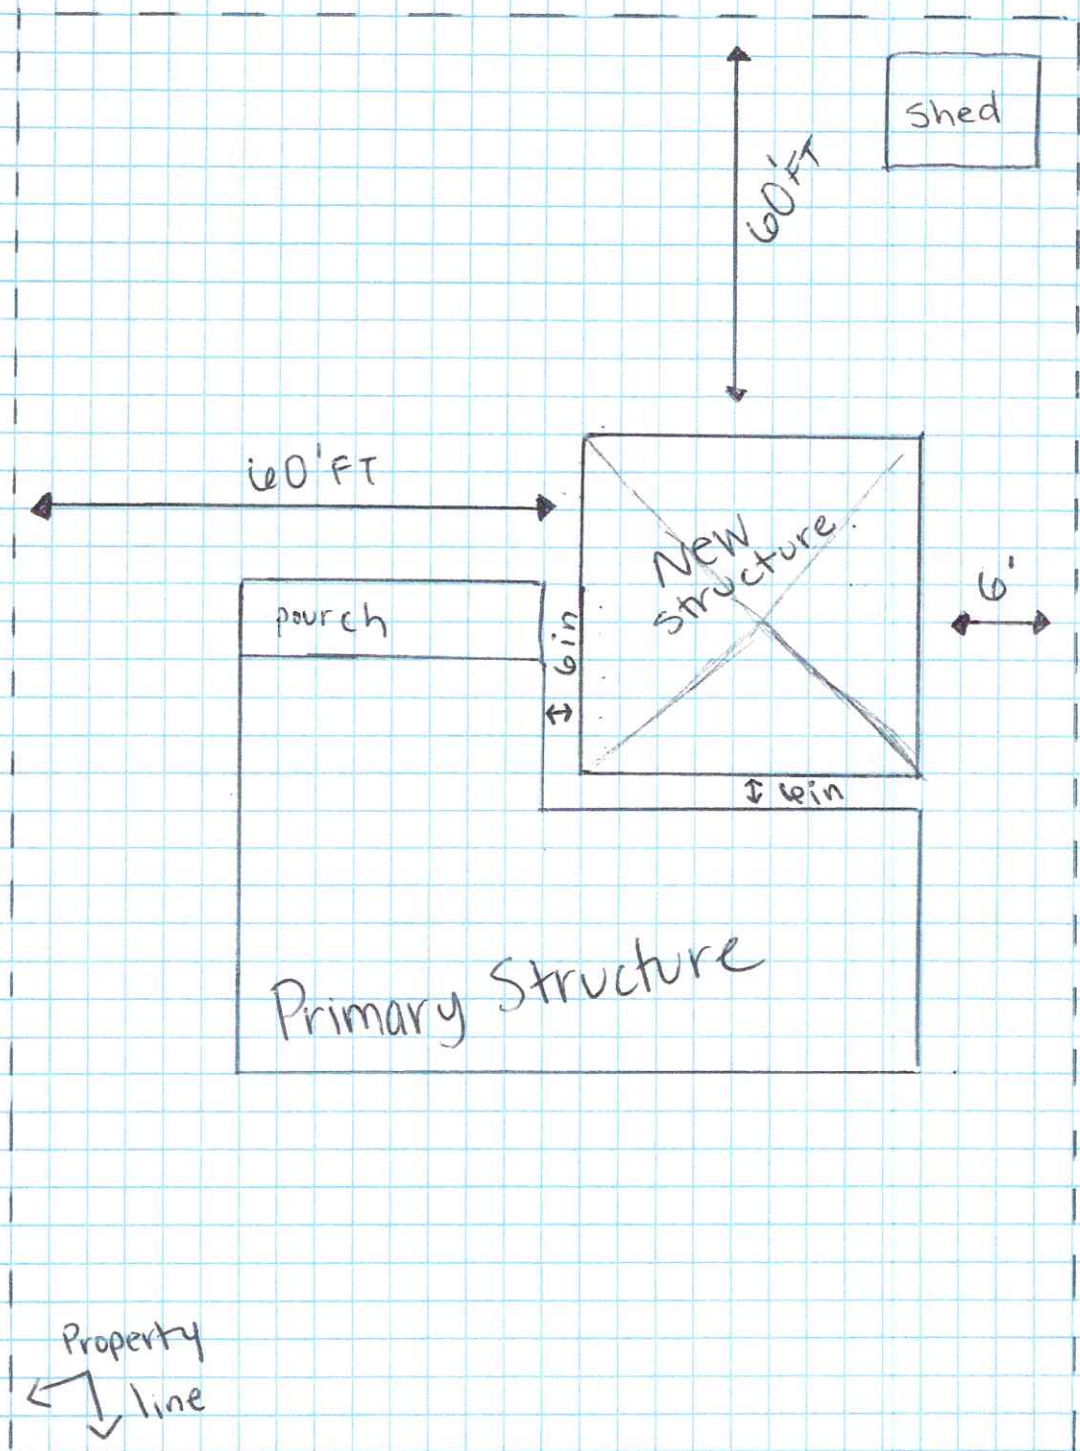 Shed
60'FT
60'FT
New
Structure
6'
pourch
6in
6in
Primary Structure
Property
line